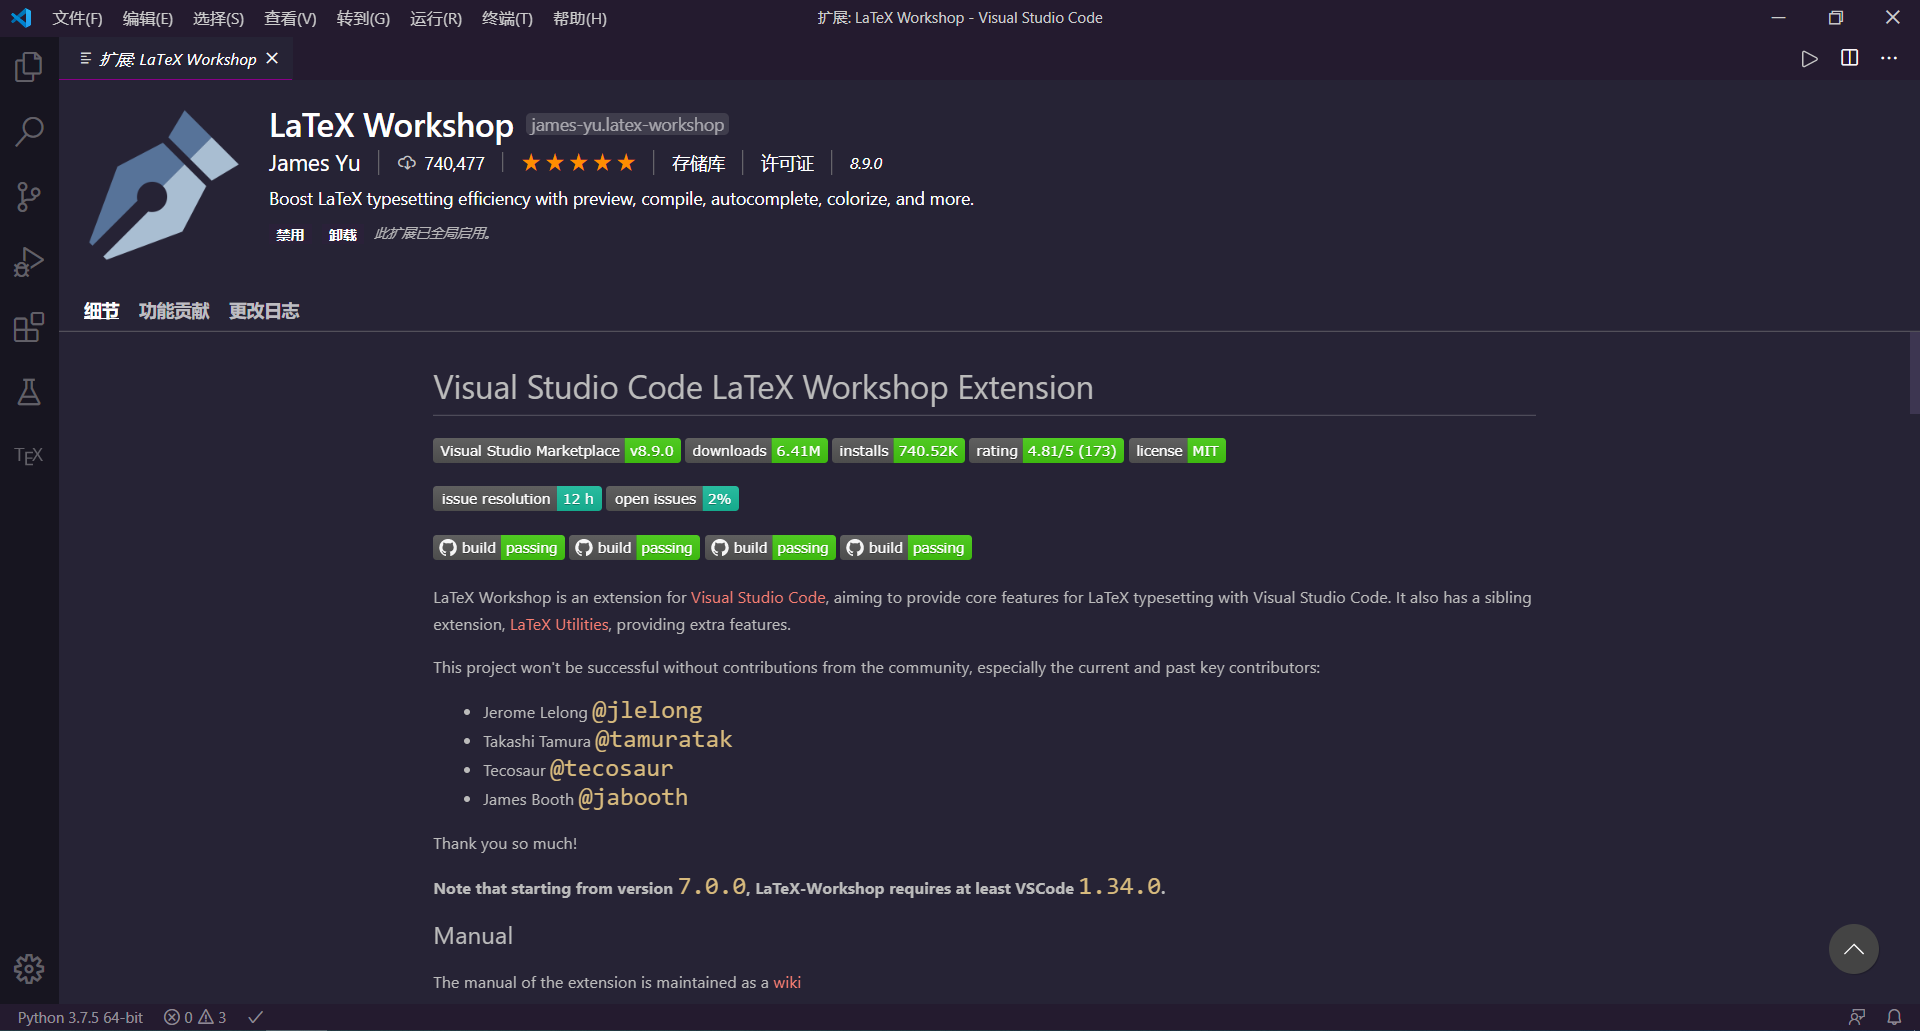 文件(F) 编辑(E) 选择(S) 查看(V) 转到(G) 运行(R) 终端(T) 帮助(H) 扩展: LaTeX Workshop - Visual Studio Code
扩展: LaTeX Workshop
LaTeX Workshop james-yu.latex-workshop
James Yu 740,477 存储库 许可证 8.9.0
Boost LaTeX typesetting efficiency with preview, compile, autocomplete, colorize, and more.
禁用 卸载 此扩展已全局启用。
细节 功能贡献 更改日志
Visual Studio Code LaTeX Workshop Extension
Visual Studio Marketplace v8.9.0 downloads 6.41M installs 740.52K rating 4.81/5 (173) license MIT
issue resolution 12 h open issues 2%
build passing build passing build passing build passing
LaTeX Workshop is an extension for Visual Studio Code, aiming to provide core features for LaTeX typesetting with Visual Studio Code. It also has a sibling
extension, LaTeX Utilities, providing extra features.
This project won't be successful without contributions from the community, especially the current and past key contributors:
Jerome Lelong @jlelong
Takashi Tamura @tamuratak
Tecosaur @tecosaur
James Booth @jabooth
Thank you so much!
Note that starting from version 7.0.0, LaTeX-Workshop requires at least VSCode 1.34.0.
Manual
The manual of the extension is maintained as a wiki
TEX
Python 3.7.5 64-bit 0 3